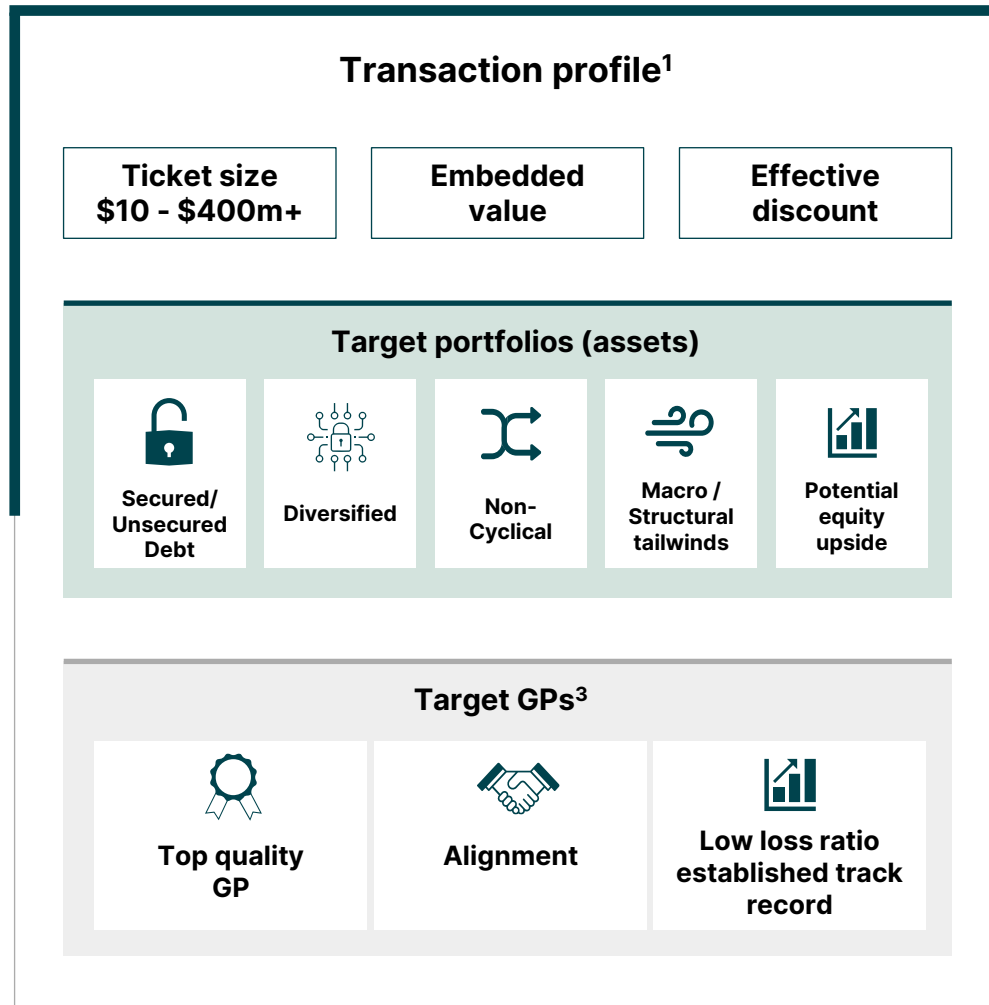 Transaction profile¹
Ticket size
$10 - $400m+
Embedded
value
Effective
discount
Target portfolios (assets)
Secured/
Unsecured
Debt
Diversified
Non-
Cyclical
Macro /
Structural
tailwinds
Potential
equity
upside
Target GPs³
Top quality
GP
Alignment
Low loss ratio
established track
record